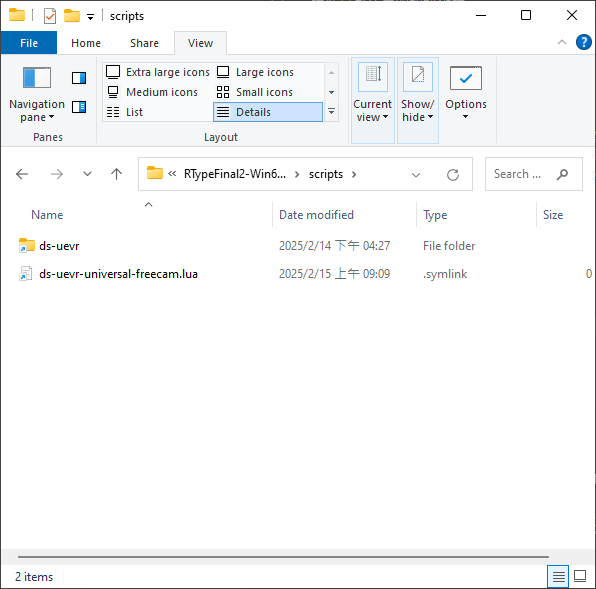 scripts
File Home Share View
Navigation pane
Extra large icons Large icons
Medium icons Small icons
List Details
Current view
Show/hide
Options
Panes Layout
« RTypeFinal2-Win6... > scripts >
Search ...
Name Date modified Type Size
ds-uevr 2025/2/14 下午 04:27 File folder
ds-uevr-universal-freecam.lua 2025/2/15 上午 09:09 .symlink 0
2 items